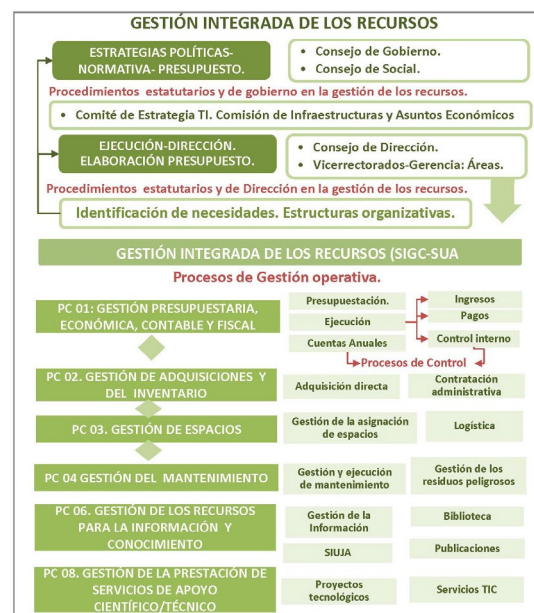 GESTIÓN INTEGRADA DE LOS RECURSOS
ESTRATEGIAS POLÍTICAS-
NORMATIVA- PRESUPUESTO.
• Consejo de Gobierno.
• Consejo de Social.
Procedimientos estatutarios y de gobierno en la gestión de los recursos.
• Comité de Estrategia TI. Comisión de Infraestructuras y Asuntos Económicos
EJECUCIÓN-DIRECCIÓN.
ELABORACIÓN PRESUPUESTO.
• Consejo de Dirección.
• Vicerrectorados-Gerencia: Áreas.
Procedimientos estatutarios y de Dirección en la gestión de los recursos.
Identificación de necesidades. Estructuras organizativas.
GESTIÓN INTEGRADA DE LOS RECURSOS (SIGC-SUA
Procesos de Gestión operativa.
PC 01: GESTIÓN PRESUPUESTARIA,
ECONÓMICA, CONTABLE Y FISCAL
Presupuestación.
Ejecución
Cuentas Anuales
Ingresos
Pagos
Control interno
Procesos de Control
PC 02. GESTIÓN DE ADQUISICIONES Y
DEL INVENTARIO
Adquisición directa
Contratación
administrativa
PC 03. GESTIÓN DE ESPACIOS
Gestión de la asignación
de espacios
Logística
PC 04 GESTIÓN DEL MANTENIMIENTO
Gestión y ejecución
de mantenimiento
Gestión de los
residuos peligrosos
PC 06. GESTIÓN DE LOS RECURSOS
PARA LA INFORMACIÓN Y
CONOCIMIENTO
Gestión de la
Información
Biblioteca
SIUJA
Publicaciones
PC 08. GESTIÓN DE LA PRESTACIÓN DE
SERVICIOS DE APOYO
CIENTÍFICO/TÉCNICO
Proyectos
tecnológicos
Servicios TIC